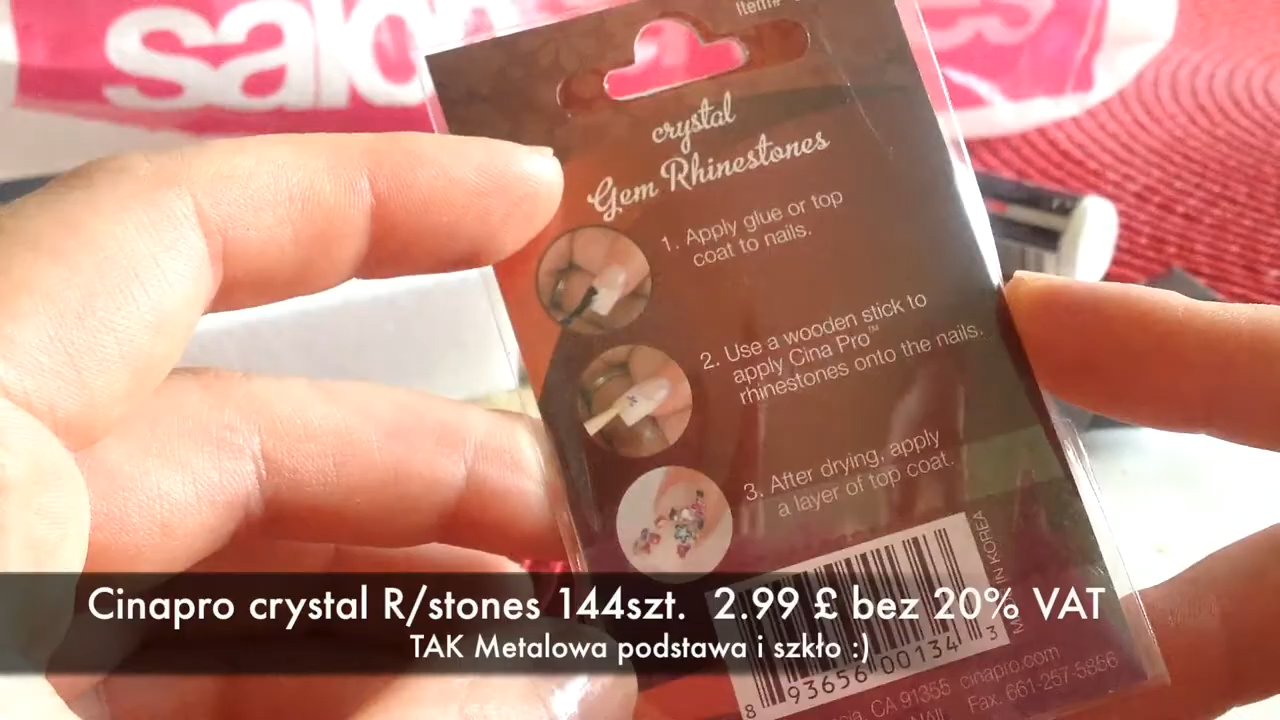 salon
Item#
crystal
Gem Rhinestones
1. Apply glue or top
coat to nails.
2. Use a wooden stick to
apply Cina Pro™
rhinestones onto the nails.
3. After drying, apply
a layer of top coat.
IN KOREA
8 93656 00134 3
CA 91355 cinapro.com
Fax. 661-257-5856
Cinapro crystal R/stones 144szt. 2.99 £ bez 20% VAT
TAK Metalowa podstawa i szkło :)